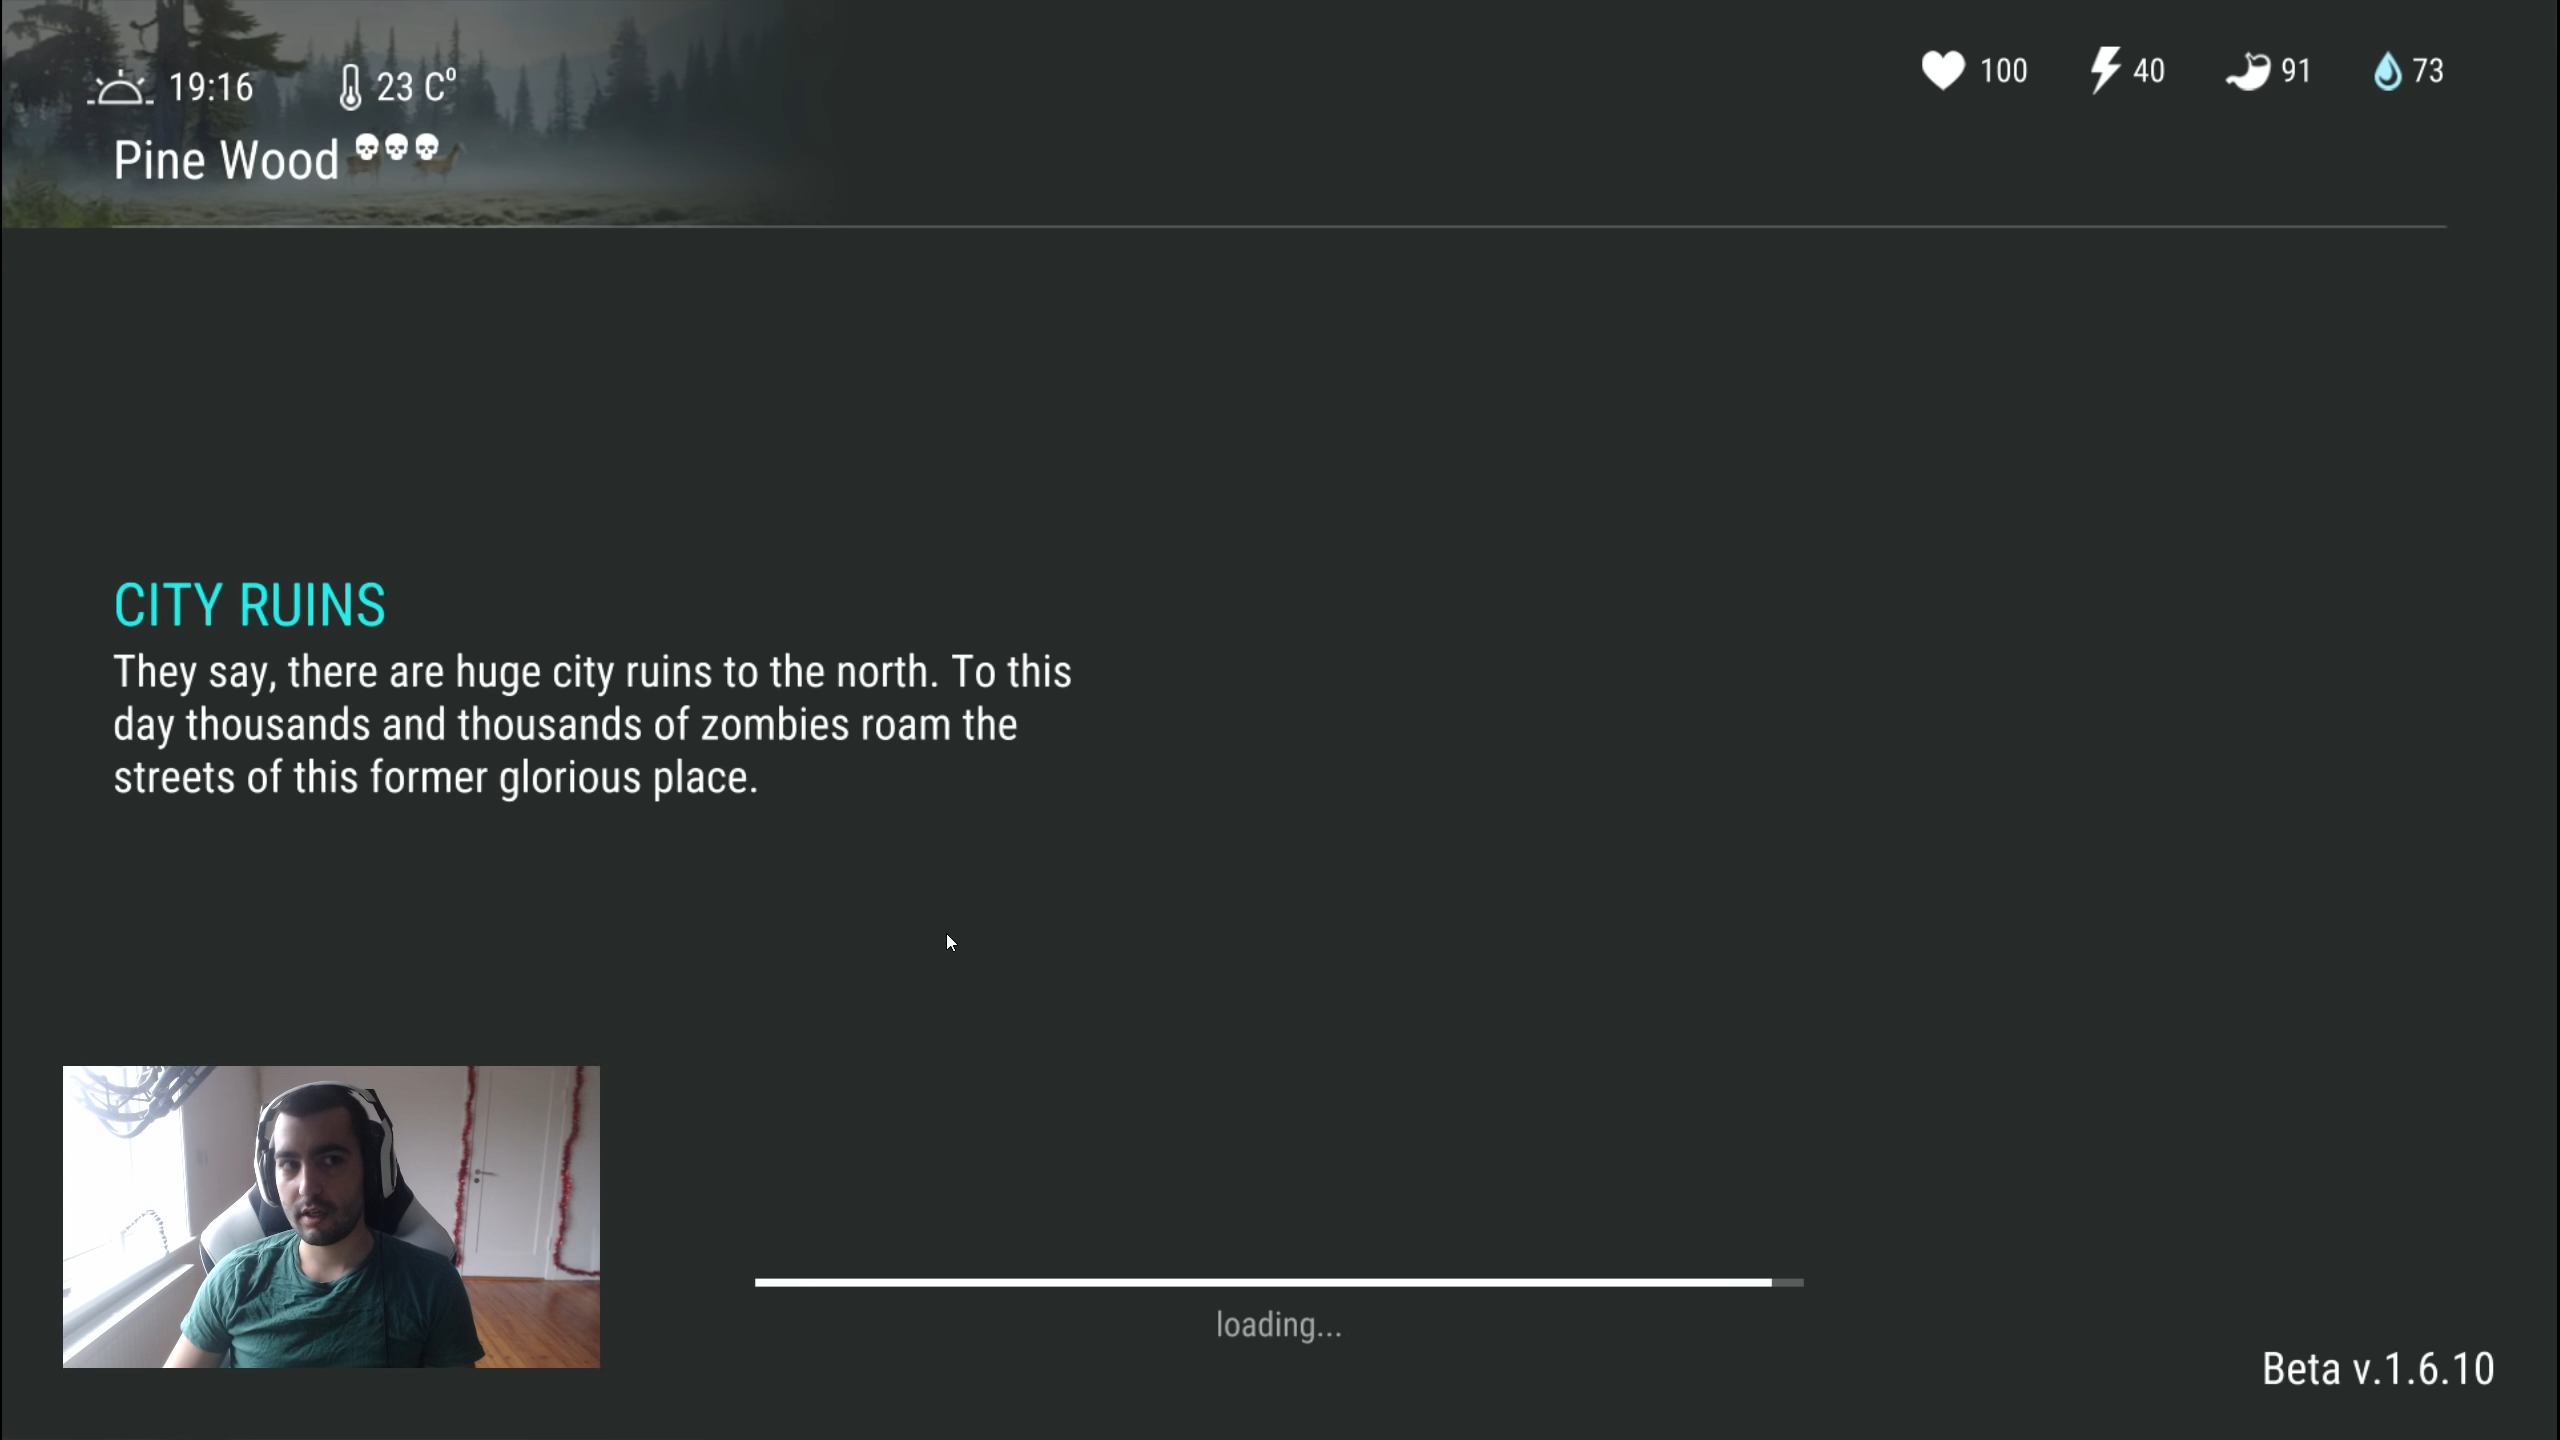 19:16 23 C⁰
Pine Wood
100 40 91 73
CITY RUINS
They say, there are huge city ruins to the north. To this
day thousands and thousands of zombies roam the
streets of this former glorious place.
loading...
Beta v.1.6.10